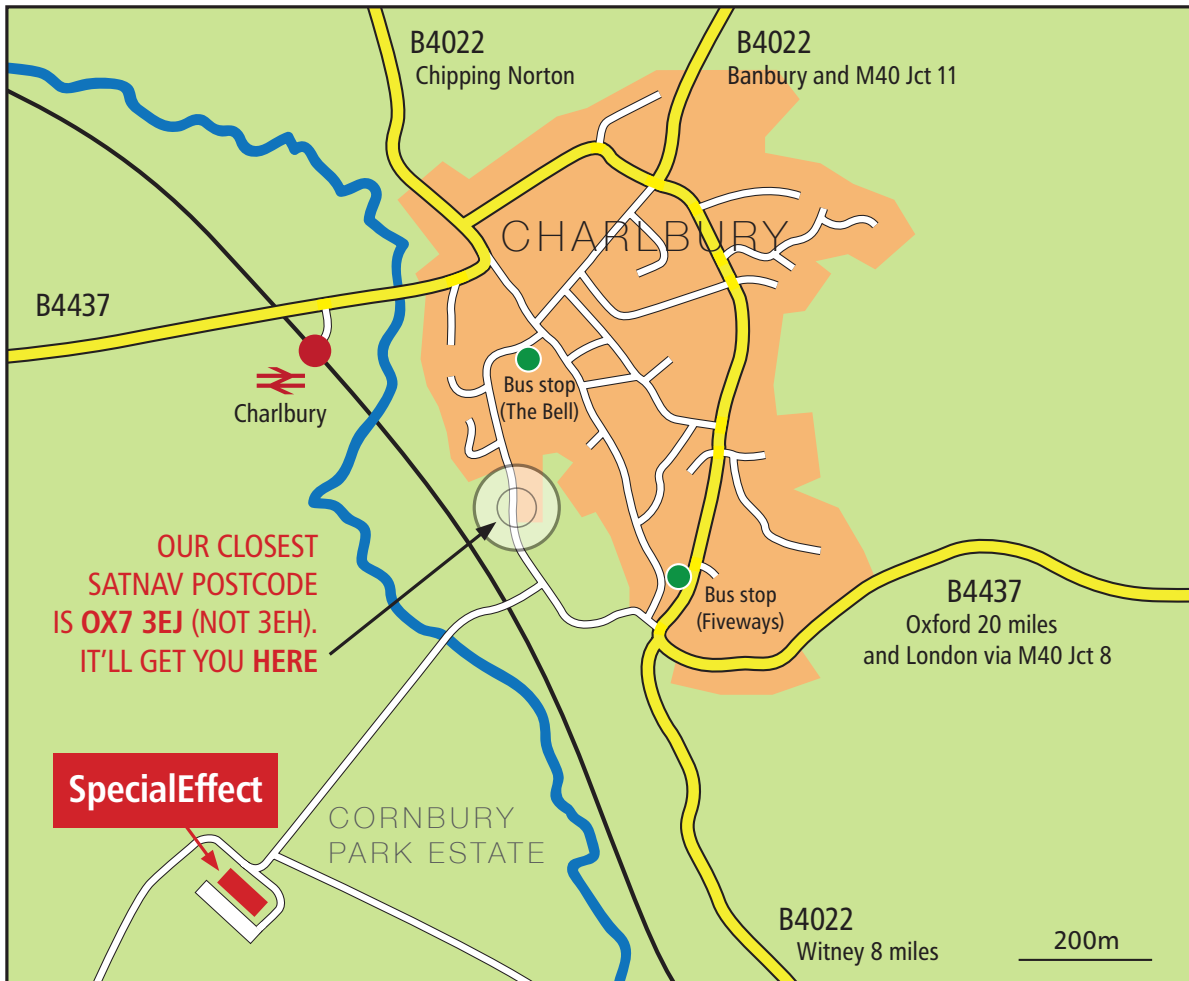 B4022
Chipping Norton
B4022
Banbury and M40 Jct 11
CHARLBURY
B4437
Charlbury
Bus stop
(The Bell)
OUR CLOSEST
SATNAV POSTCODE
IS OX7 3EJ (NOT 3EH).
IT’LL GET YOU HERE
Bus stop
(Fiveways)
B4437
Oxford 20 miles
and London via M40 Jct 8
SpecialEffect
CORNBURY
PARK ESTATE
B4022
Witney 8 miles
200m